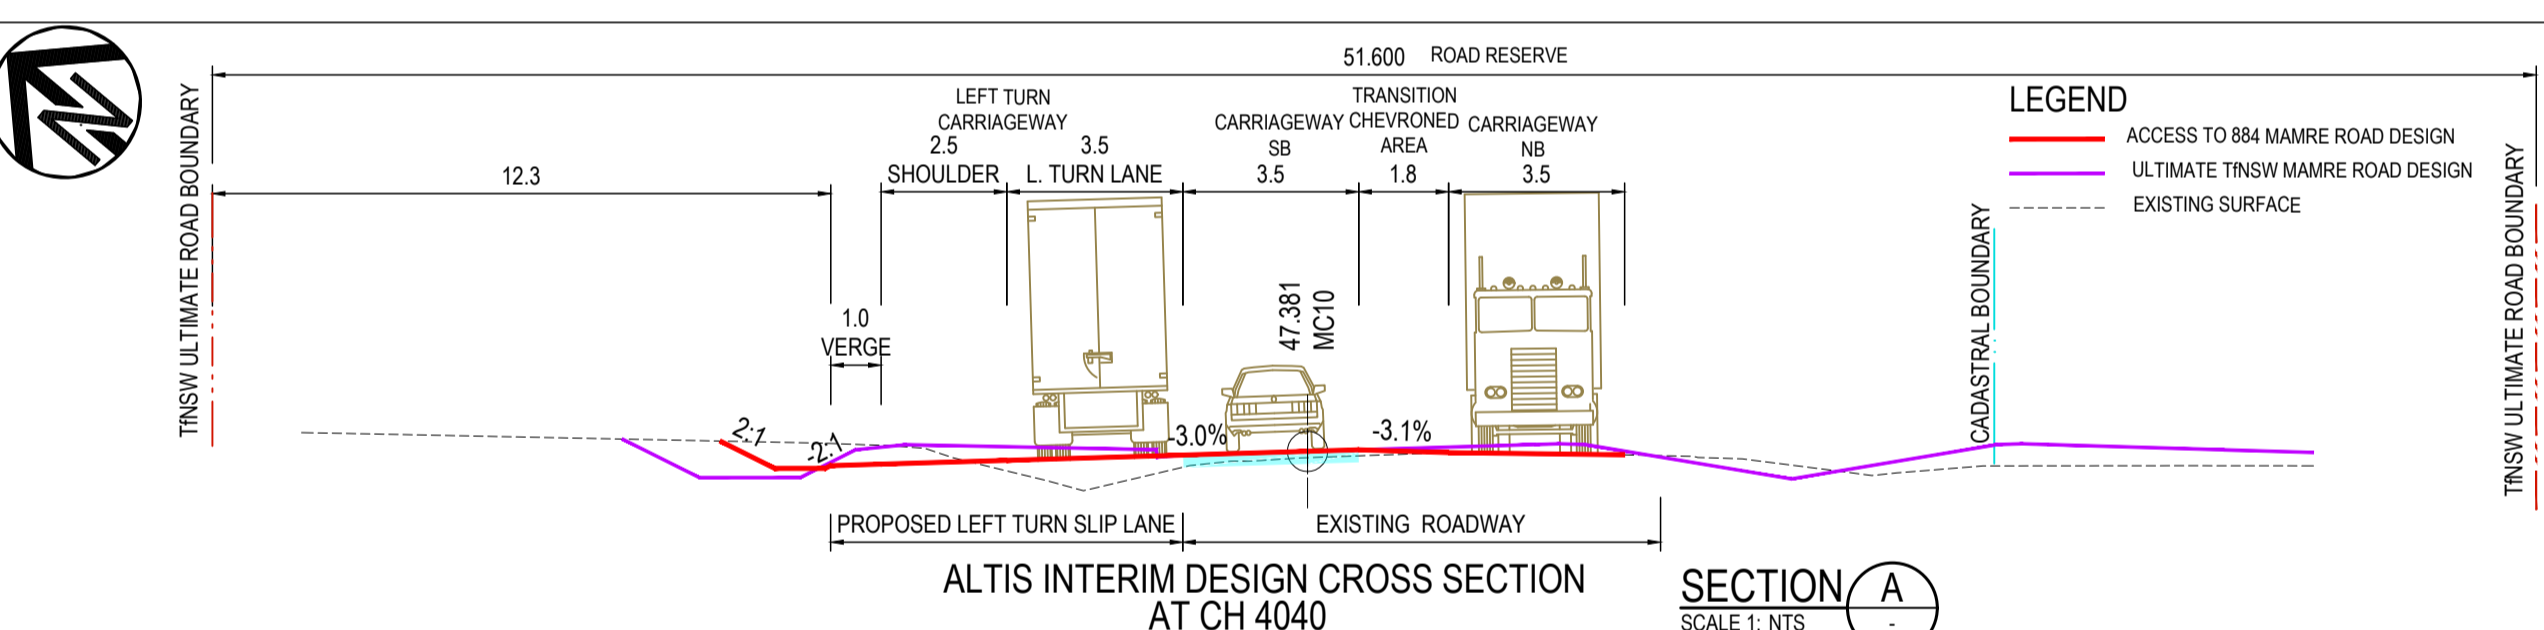 51.600 ROAD RESERVE
N
TfNSW ULTIMATE ROAD BOUNDARY
12.3
LEFT TURN
CARRIAGEWAY
2.5
SHOULDER
3.5
L. TURN LANE
CARRIAGEWAY
SB
3.5
TRANSITION
CHEVRONED
AREA
1.8
CARRIAGEWAY
NB
3.5
LEGEND
ACCESS TO 884 MAMRE ROAD DESIGN
ULTIMATE TfNSW MAMRE ROAD DESIGN
EXISTING SURFACE
CADASTRAL BOUNDARY
TfNSW ULTIMATE ROAD BOUNDARY
1.0
VERGE
47.381
MC10
2:1
-2:1
-3.0%
-3.1%
PROPOSED LEFT TURN SLIP LANE
EXISTING ROADWAY
ALTIS INTERIM DESIGN CROSS SECTION
AT CH 4040
SECTION
A
-
SCALE 1: NTS